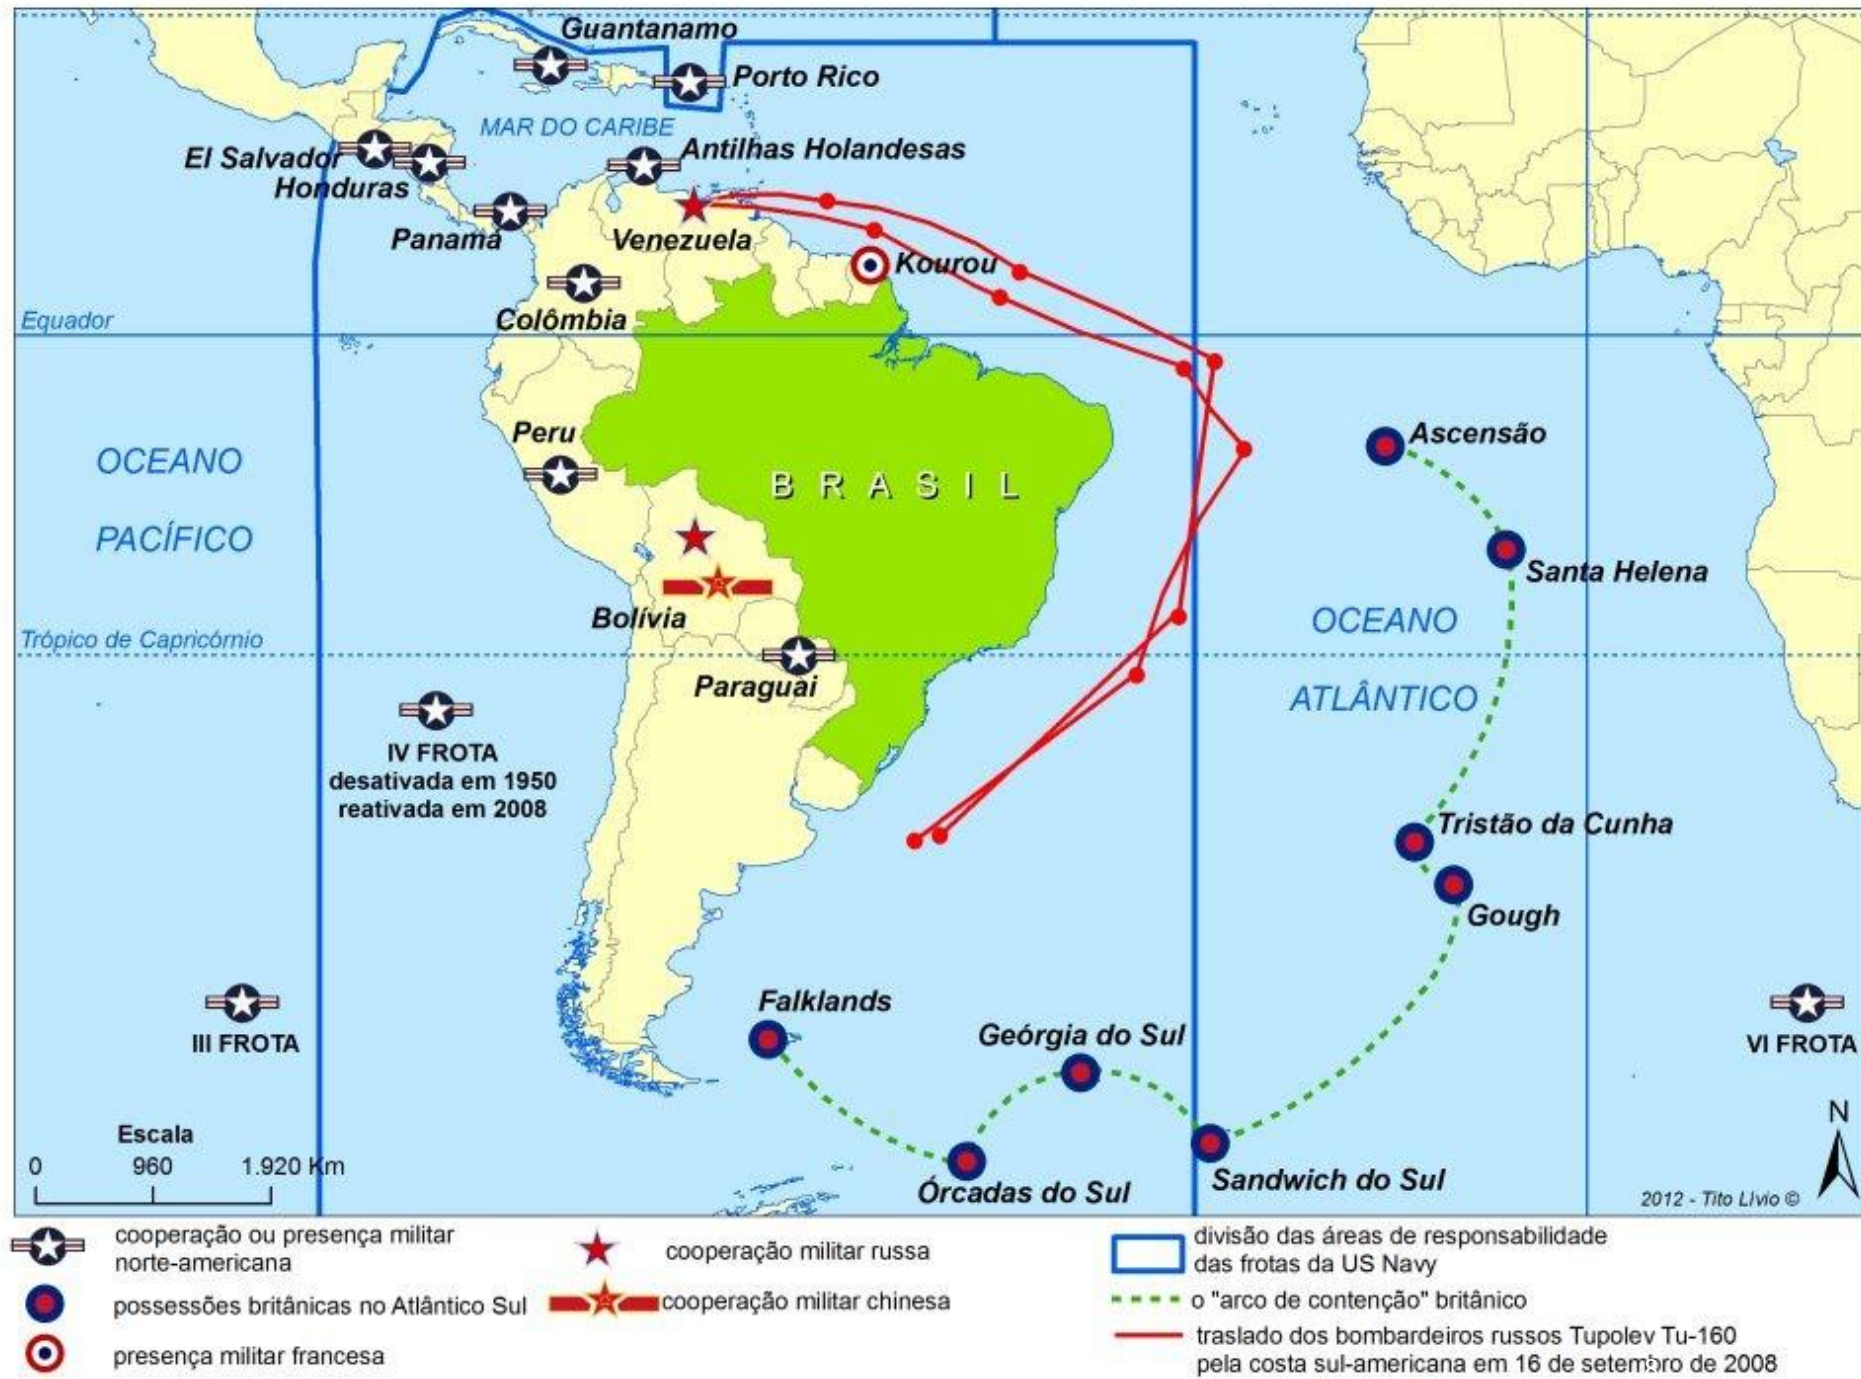 Guantanamo
Porto Rico
MAR DO CARIBE
Antilhas Holandesas
El Salvador
Honduras
Panamá
Venezuela
Kourou
Colômbia
Equador
Peru
OCEANO
PACÍFICO
BRASIL
Ascensão
Santa Helena
Bolívia
OCEANO
ATLÂNTICO
Trópico de Capricórnio
Paraguai
IV FROTA
desativada em 1950
reativada em 2008
Tristão da Cunha
Gough
Falklands
Geórgia do Sul
III FROTA
VI FROTA
Escala
0 960 1.920 Km
Órcadas do Sul
Sandwich do Sul
N
2012 - Tito Lívio ©
cooperação ou presença militar
norte-americana
possessões britânicas no Atlântico Sul
presença militar francesa
cooperação militar russa
cooperação militar chinesa
divisão das áreas de responsabilidade
das frotas da US Navy
o "arco de contenção" britânico
traslado dos bombardeiros russos Tupolev Tu-160
pela costa sul-americana em 16 de setembro de 2008